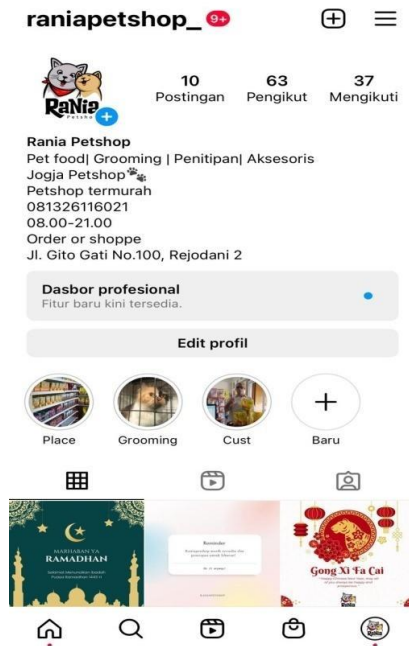 raniapetshop_ 9+
RaNia
10 63 37
Postingan Pengikut Mengikuti
Rania Petshop
Pet food| Grooming | Penitipan| Aksesoris
Jogja Petshop🐾
Petshop termurah
081326116021
08.00-21.00
Order or shoppe
Jl. Gito Gati No.100, Rejodani 2
Dasbor profesional
Fitur baru kini tersedia.
Edit profil
Place Grooming Cust Baru
MARHABAN YA
RAMADHAN
Reminder
Gong Xi Fa Cai